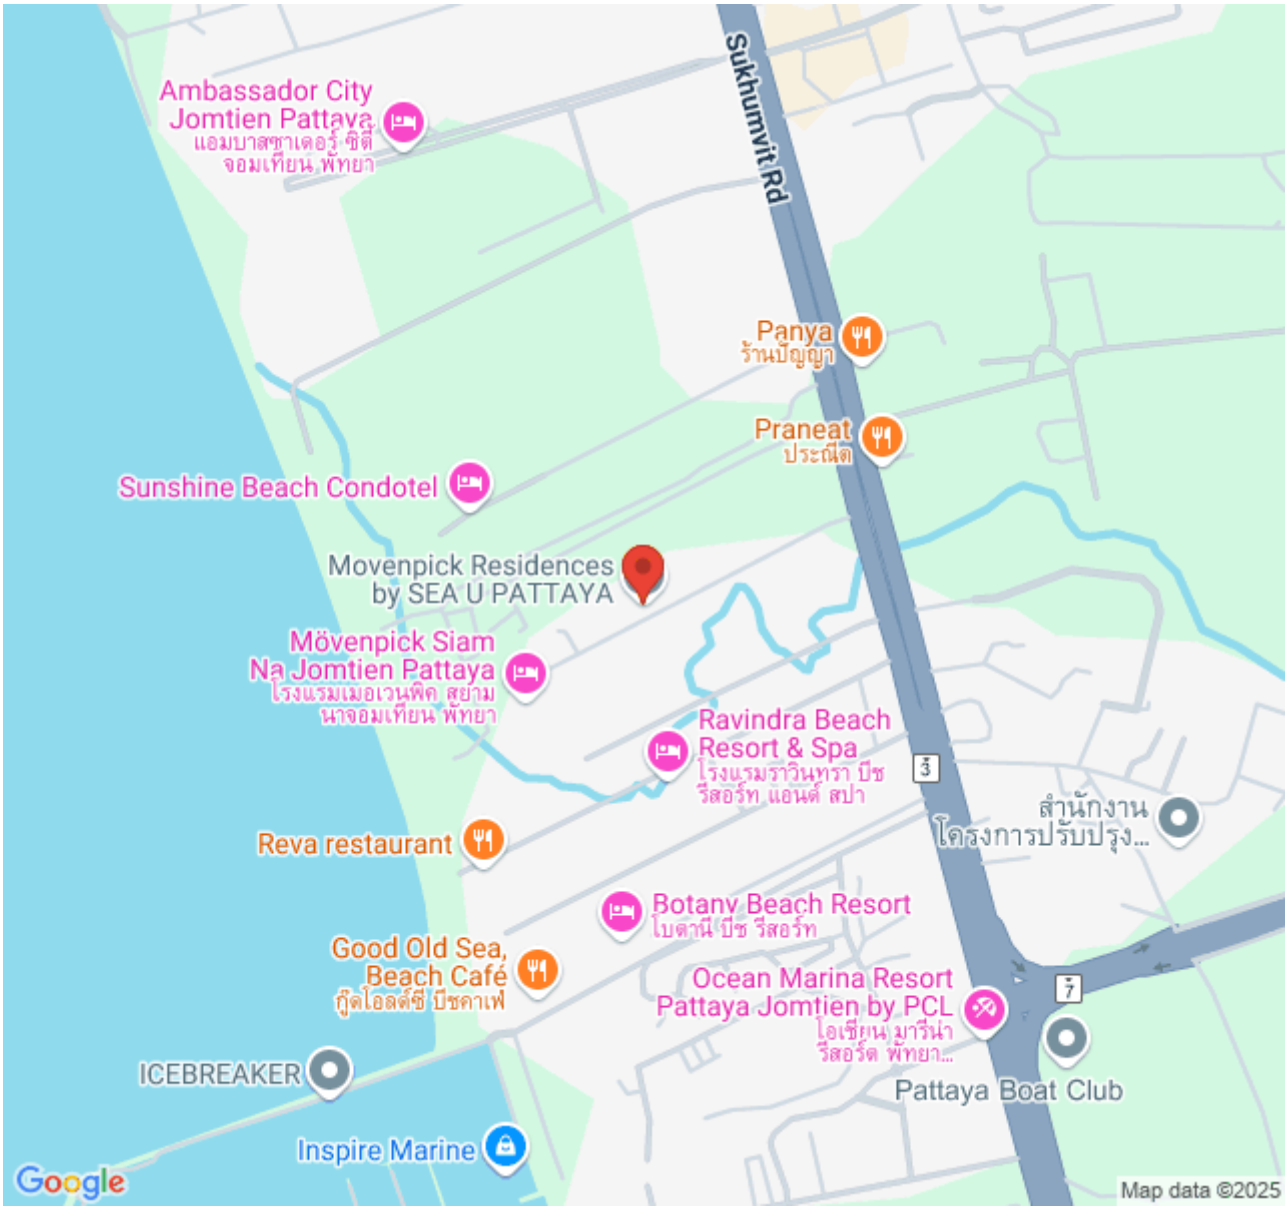 Sukhumvit Rd
Ambassador City
Jomtien Pattaya
แอมบาสซาเดอร์ ซิตี้
จอมเทียน พัทยา
Panya
ร้านปัญญา
Praneat
ประณีต
Sunshine Beach Condotel
Movenpick Residences
by SEA U PATTAYA
Mövenpick Siam
Na Jomtien Pattaya
โรงแรมเมอเวนพิค สยาม
นาจอมเทียน พัทยา
Ravindra Beach
Resort & Spa
โรงแรมราวินทรา บีช
รีสอร์ท แอนด์ สปา
3
สำนักงาน
โครงการปรับปรุง...
Reva restaurant
Botany Beach Resort
โบตานี บีช รีสอร์ท
Good Old Sea,
Beach Café
กู๊ดโอลด์ซี บีชคาเฟ่
Ocean Marina Resort
Pattaya Jomtien by PCL
โอเชี่ยน มารีน่า
รีสอร์ต พัทยา...
7
ICEBREAKER
Pattaya Boat Club
Inspire Marine
Google
Map data ©2025